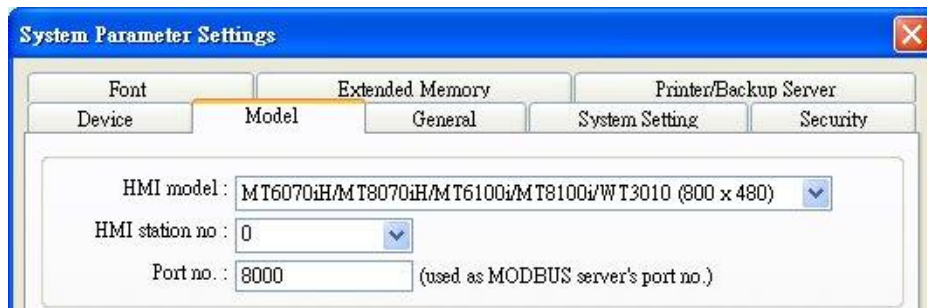 System Parameter Settings
Font Extended Memory Printer/Backup Server
Device Model General System Setting Security
HMI model : MT6070iH/MT8070iH/MT6100i/MT8100i/WT3010 (800 x 480)
HMI station no : 0
Port no. : 8000 (used as MODBUS server's port no.)